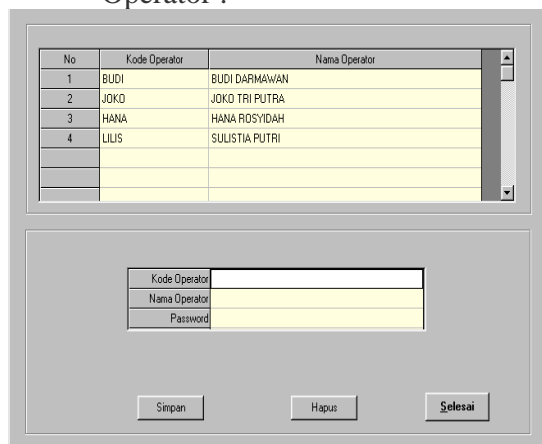 Operator :
No Kode Operator Nama Operator
1 BUDI BUDI DARMAWAN
2 JOKO JOKO TRI PUTRA
3 HANA HANA ROSYIDAH
4 LILIS SULISTIA PUTRI
Kode Operator
Nama Operator
Password
Simpan Hapus Selesai